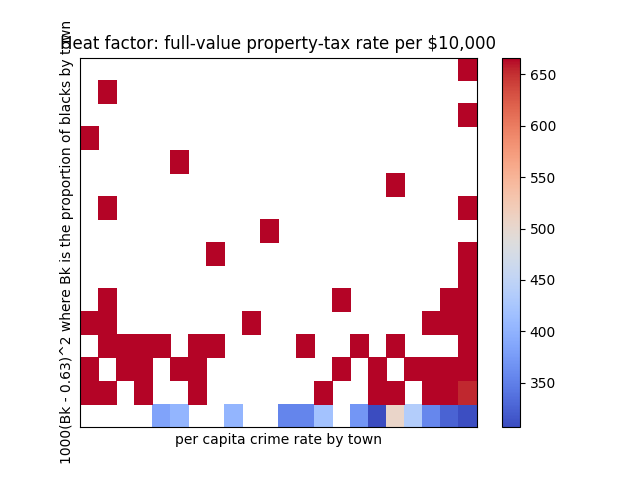 Heat factor: full-value property-tax rate per $10,000
1000(Bk - 0.63)^2 where Bk is the proportion of blacks by town
per capita crime rate by town
650
600
550
500
450
400
350